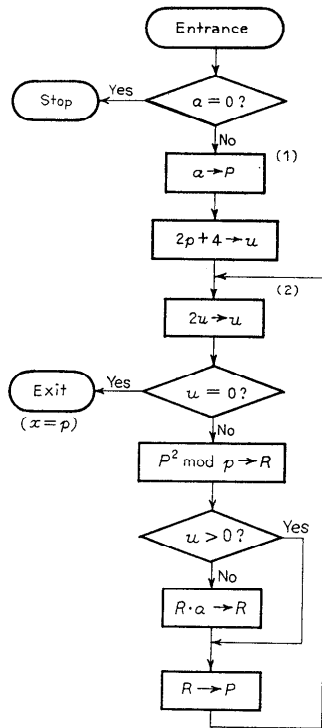 Entrance
a = 0 ?
Yes
Stop
No
(1)
a → P
2p + 4 → u
(2)
2u → u
u = 0 ?
Yes
Exit
(x = p)
No
P² mod p → R
u > 0 ?
Yes
No
R · a → R
R → P